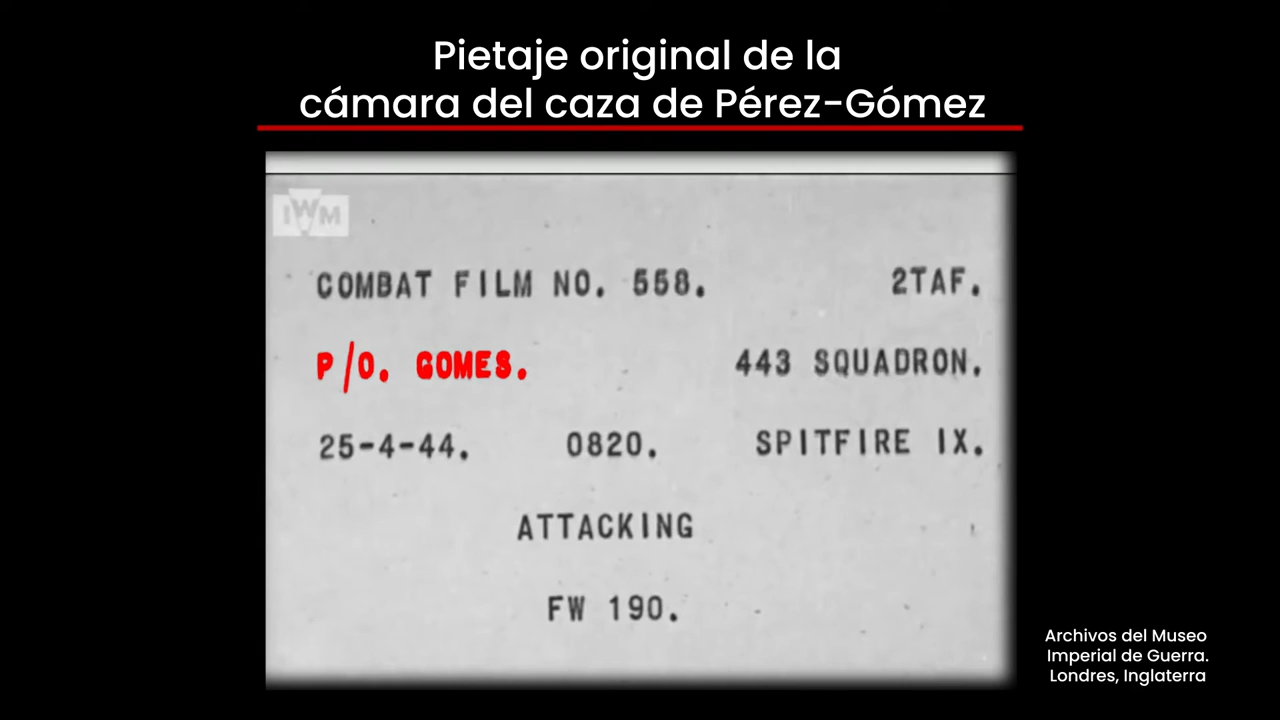 Pietaje original de la
cámara del caza de Pérez-Gómez
IWM
COMBAT FILM NO. 558. 2TAF.
P/O. GOMES. 443 SQUADRON.
25-4-44. 0820. SPITFIRE IX.
ATTACKING
FW 190.
Archivos del Museo
Imperial de Guerra.
Londres, Inglaterra